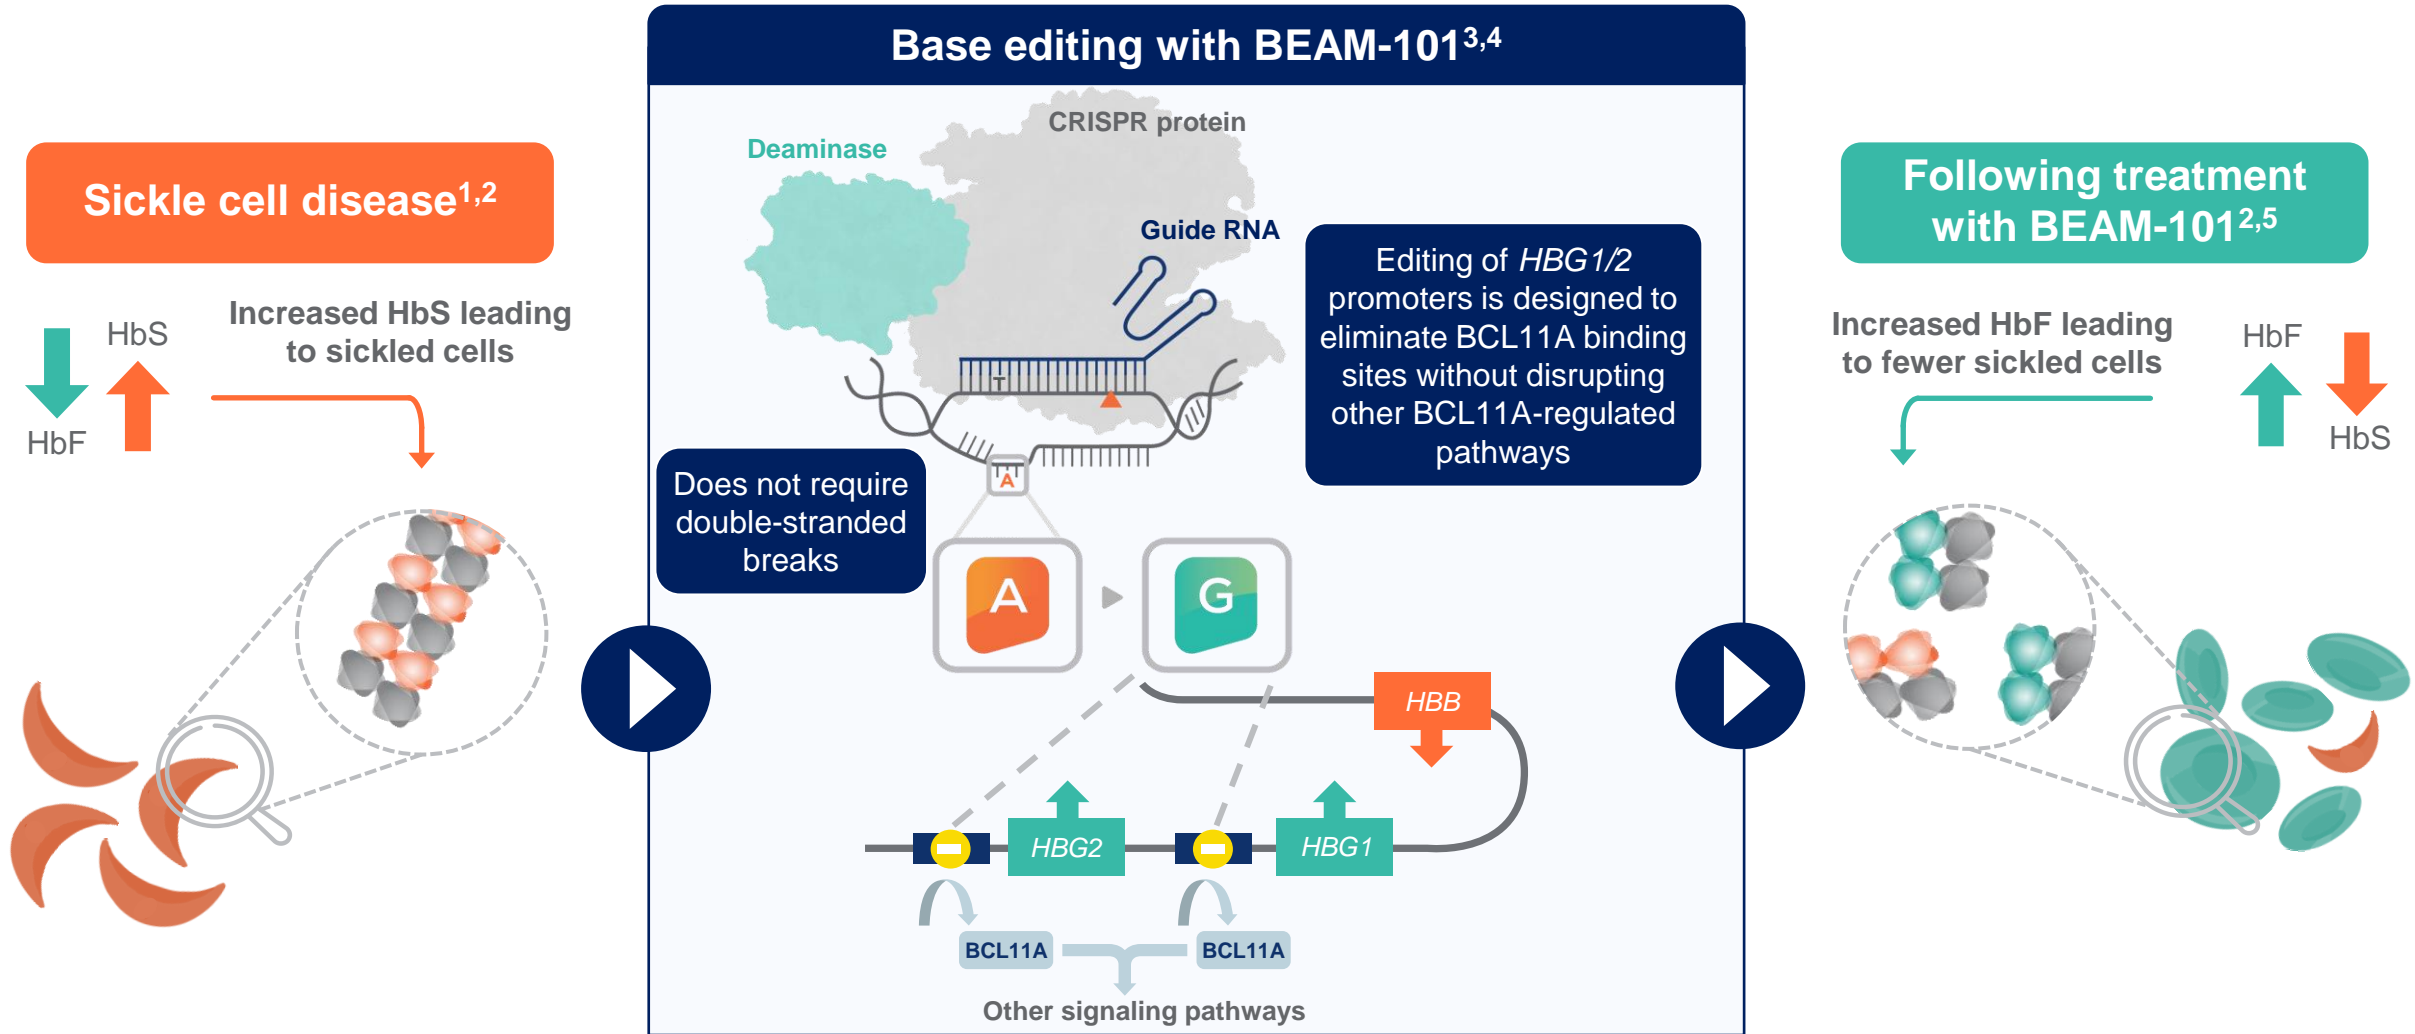 Base editing with BEAM-1013,4
Sickle cell disease1,2
HbS
HbF
Increased HbS leading
to sickled cells
Deaminase
CRISPR protein
Guide RNA
T
A
Does not require
double-stranded
breaks
Editing of HBG1/2
promoters is designed to
eliminate BCL11A binding
sites without disrupting
other BCL11A-regulated
pathways
A
G
HBB
HBG2
HBG1
BCL11A
BCL11A
Other signaling pathways
Following treatment
with BEAM-1012,5
Increased HbF leading
to fewer sickled cells
HbF
HbS